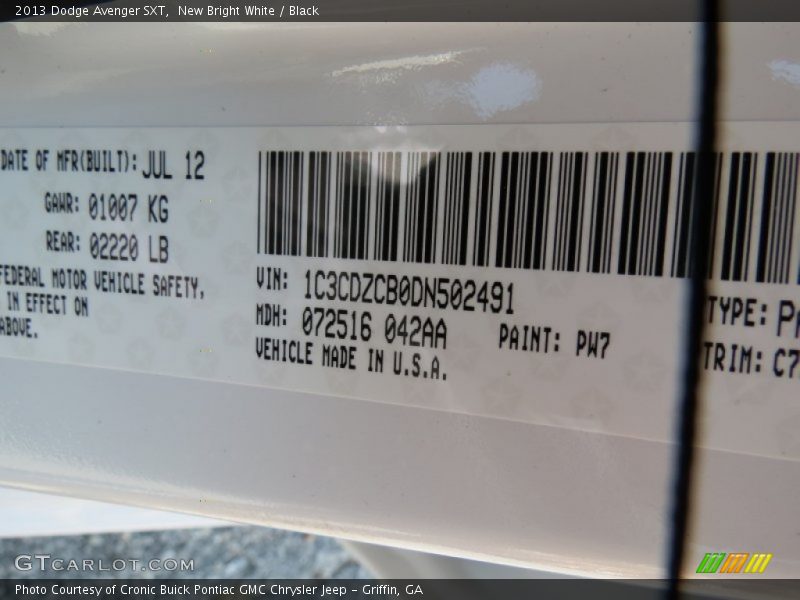 2013 Dodge Avenger SXT,  New Bright White / Black
DATE OF MFR(BUILT): JUL 12
GAWR: 01007 KG
REAR: 02220 LB
FEDERAL MOTOR VEHICLE SAFETY,
IN EFFECT ON
ABOVE.
VIN: 1C3CDZCB0DN502491
MDH: 072516 042AA PAINT: PW7
VEHICLE MADE IN U.S.A.
TYPE: PA
TRIM: C7
GTCARLOT.COM
Photo Courtesy of Cronic Buick Pontiac GMC Chrysler Jeep – Griffin, GA